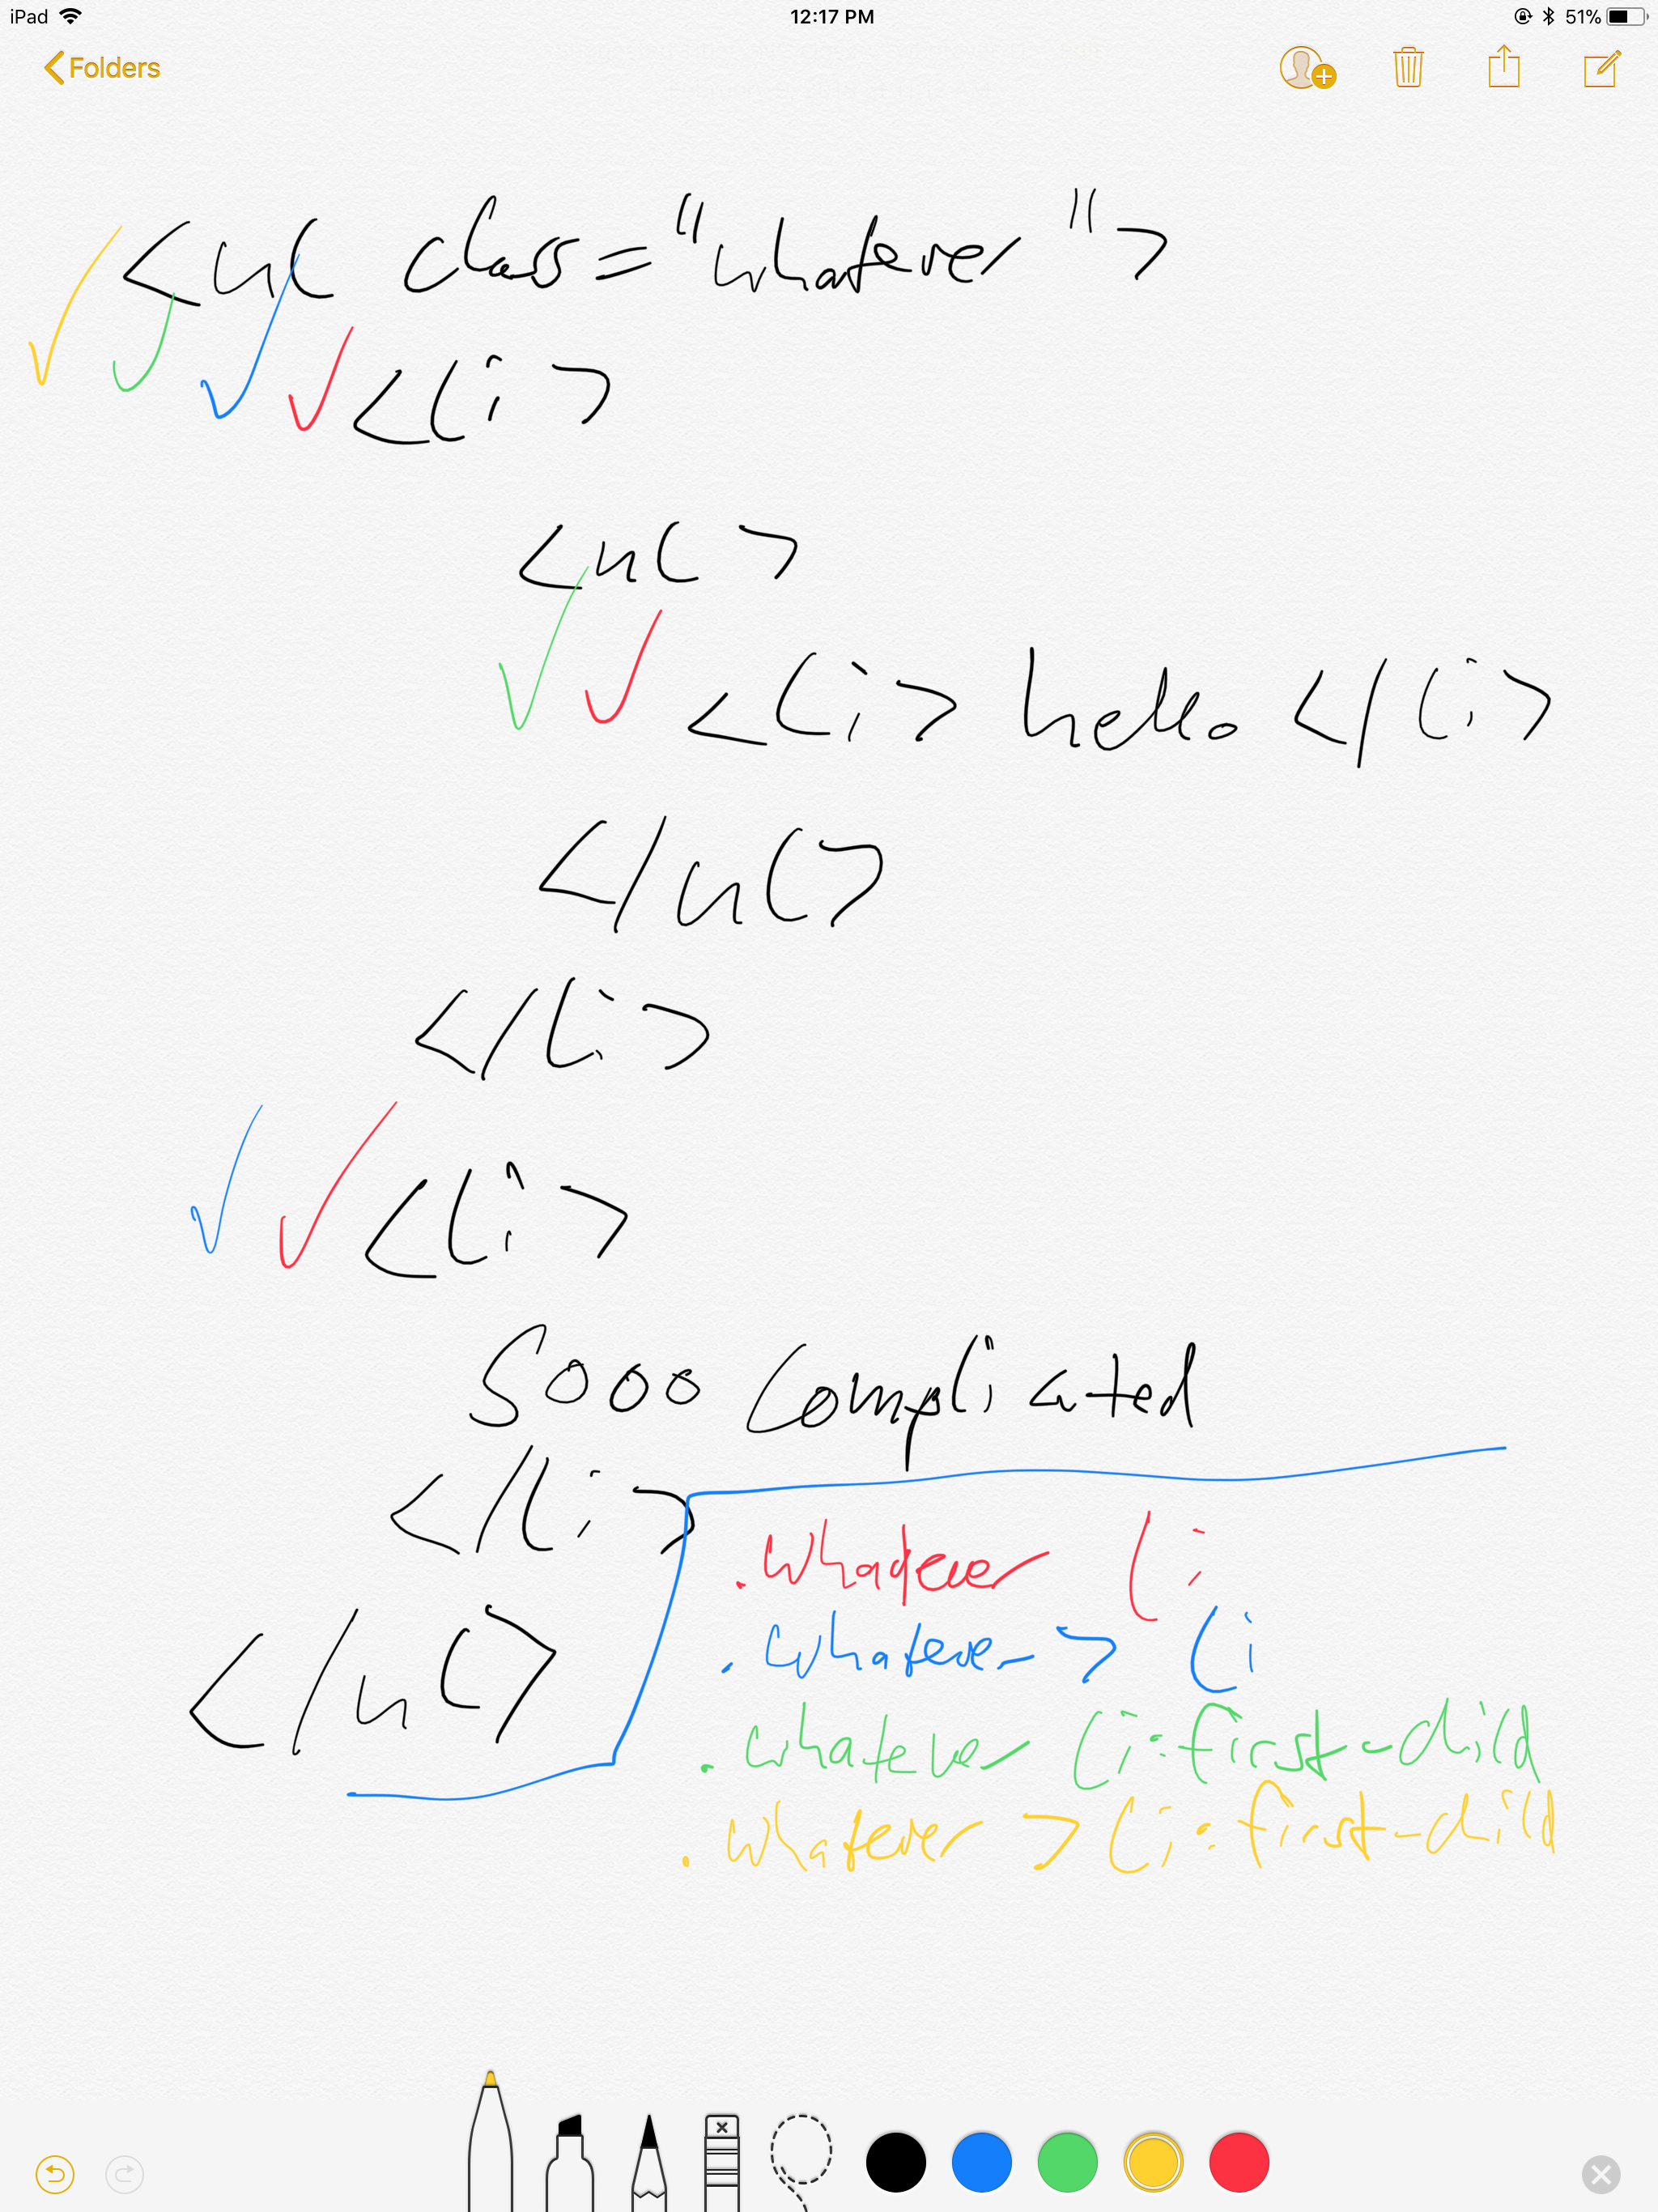 iPad 12:17 PM 51%
Folders
<ul class="whatever">
<li>
<ul>
<li> hello </li>
</ul>
</li>
<li>
Sooo complicated
</li>
</ul>
.whatever li
.whatever > li
.whatever li:first-child
.whatever > li:first-child